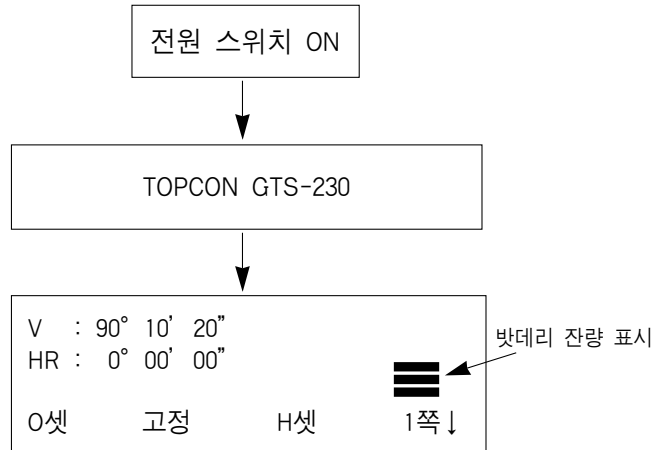 전원 스위치 ON
TOPCON GTS-230
V : 90° 10′ 20″
HR : 0° 00′ 00″
밧데리 잔량 표시
O셋 고정 H셋 1쪽↓